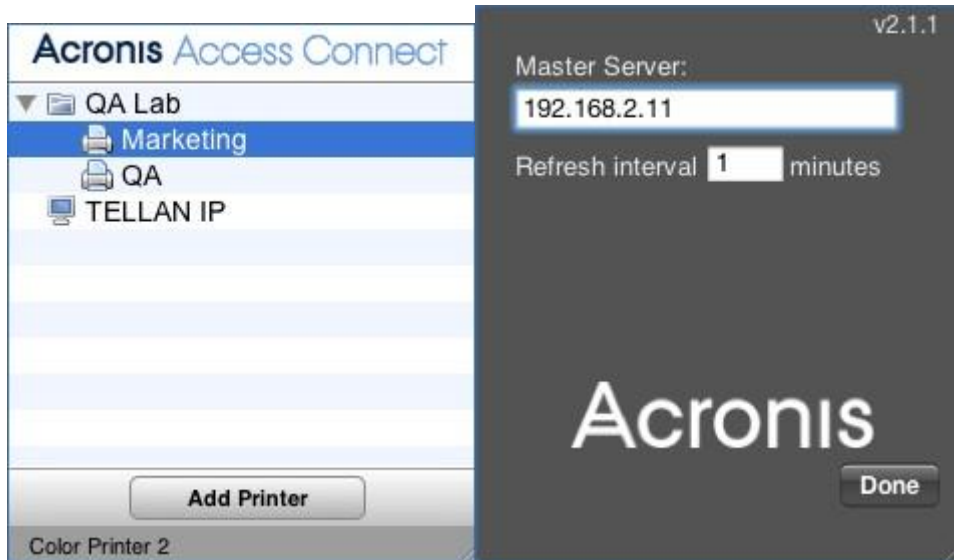 Acronis Access Connect
QA Lab
Marketing
QA
TELLAN IP
Add Printer
Color Printer 2
v2.1.1
Master Server:
192.168.2.11
Refresh interval 1 minutes
Acronis
Done